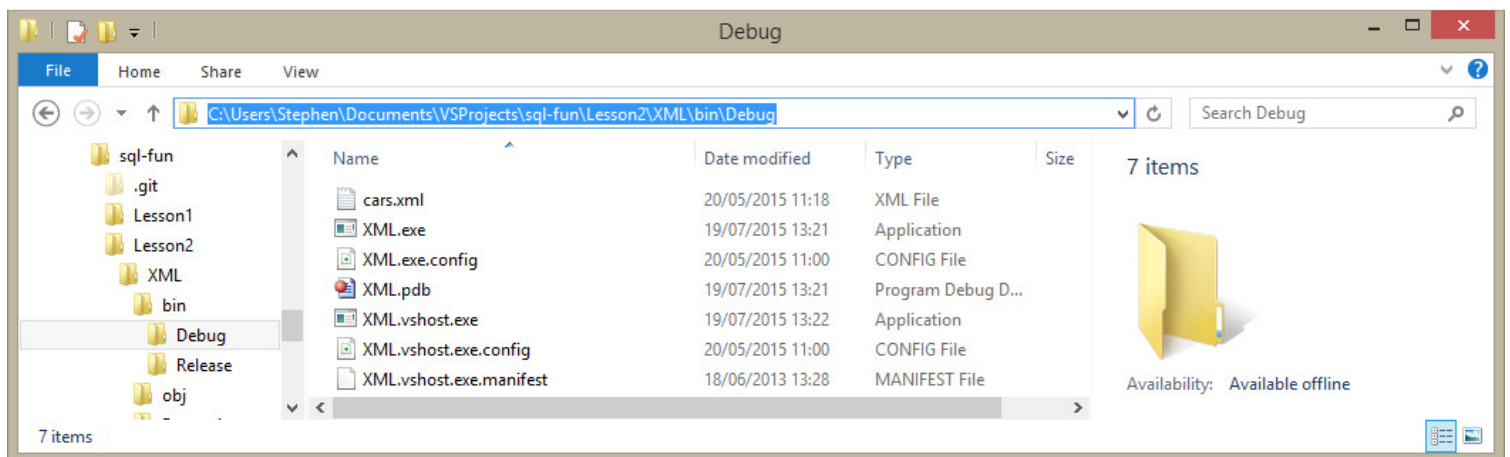 Debug
File Home Share View
C:\Users\Stephen\Documents\VSProjects\sql-fun\Lesson2\XML\bin\Debug
Search Debug
sql-fun
.git
Lesson1
Lesson2
XML
bin
Debug
Release
obj
Name Date modified Type Size
cars.xml 20/05/2015 11:18 XML File
XML.exe 19/07/2015 13:21 Application
XML.exe.config 20/05/2015 11:00 CONFIG File
XML.pdb 19/07/2015 13:21 Program Debug D...
XML.vshost.exe 19/07/2015 13:22 Application
XML.vshost.exe.config 20/05/2015 11:00 CONFIG File
XML.vshost.exe.manifest 18/06/2013 13:28 MANIFEST File
7 items
Availability: Available offline
7 items